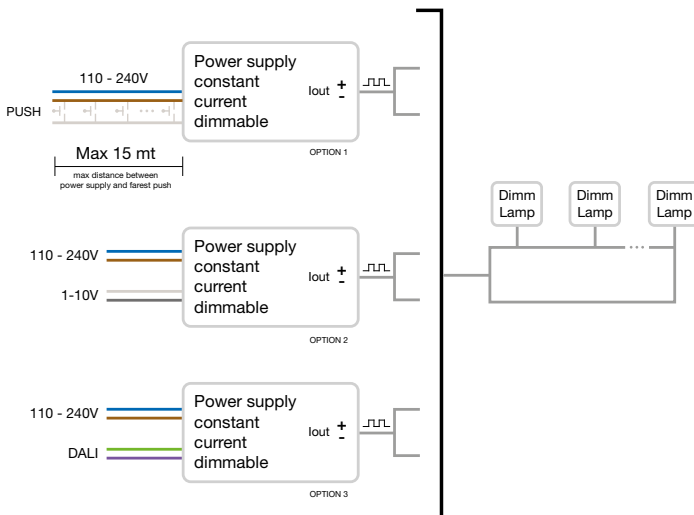 110 - 240V
PUSH
Max 15 mt
max distance between
power supply and farest push
Power supply
constant
current
dimmable
Iout + -
OPTION 1
110 - 240V
1-10V
Power supply
constant
current
dimmable
Iout + -
OPTION 2
110 - 240V
DALI
Power supply
constant
current
dimmable
Iout + -
OPTION 3
Dimm
Lamp
Dimm
Lamp
Dimm
Lamp